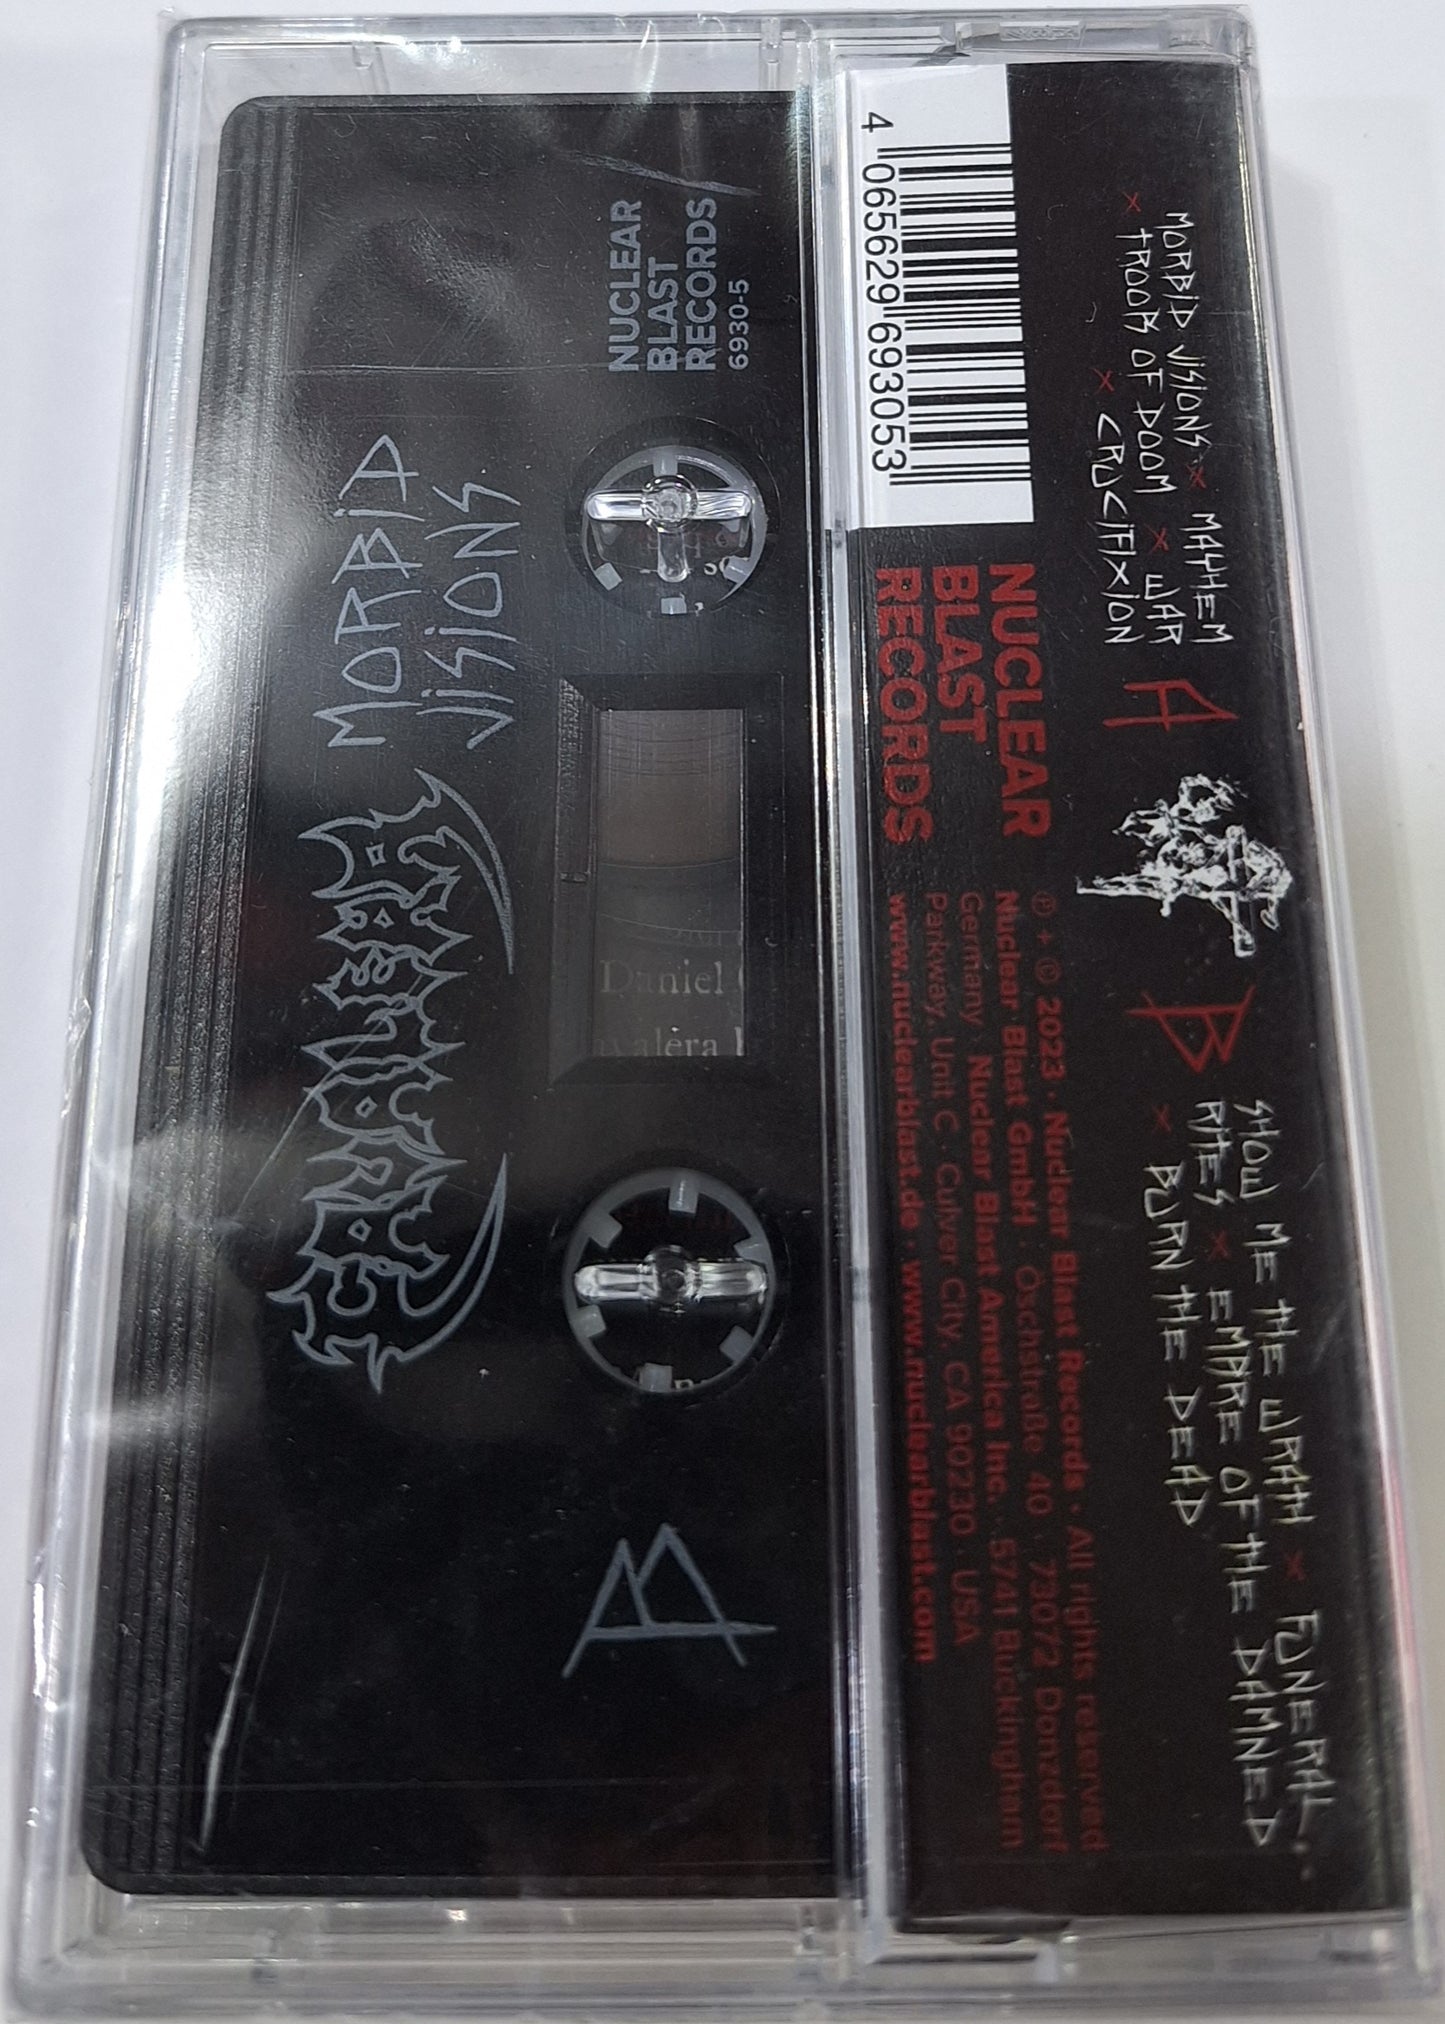 MORBID VISIONS × MAYHEM
× TROOPS OF DOOM × WAR
× CRUCIFIXION
A
B
SHOW ME THE WRATH × FUNERAL
RITES × EMPIRE OF THE DAMNED
× BURN THE DEAD
4 065629 693053
NUCLEAR
BLAST
RECORDS
℗ + © 2023 · Nuclear Blast Records · All rights reserved
Nuclear Blast GmbH · Oschstraße 40 · 73072 Donzdorf
Germany · Nuclear Blast America Inc. · 5741 Buckingham
Parkway, Unit C · Culver City, CA 90230 · USA
www.nuclearblast.de · www.nuclearblast.com
CAVALERA
MORBID
VISIONS
NUCLEAR
BLAST
RECORDS
6930-5
B
Daniel